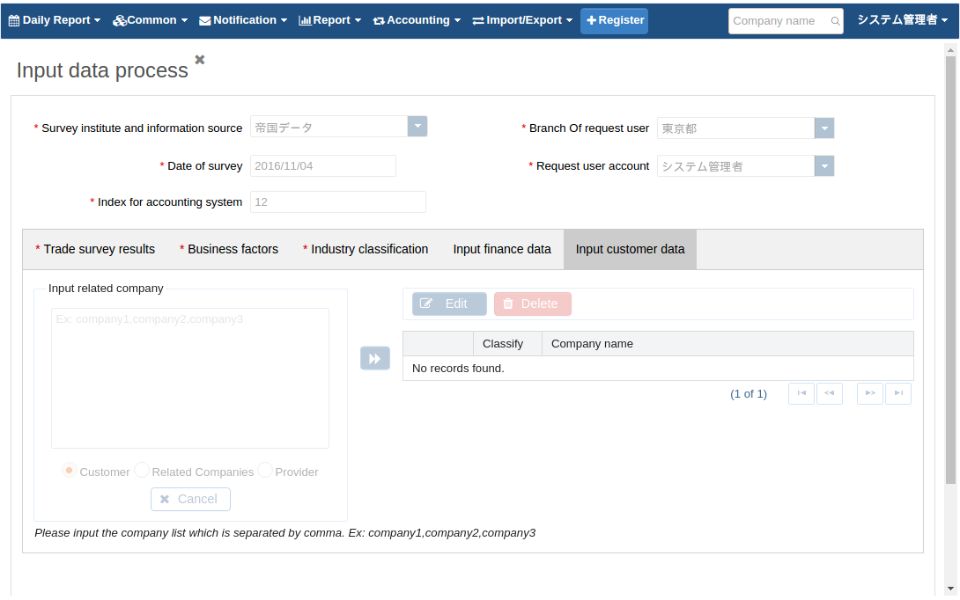 Daily Report Common Notification Report Accounting Import/Export Register Company name システム管理者
Input data process
* Survey institute and information source 帝国データ * Branch Of request user 東京都
* Date of survey 2016/11/04 * Request user account システム管理者
* Index for accounting system 12
* Trade survey results * Business factors * Industry classification Input finance data Input customer data
Input related company
Ex: company1,company2,company3
Customer Related Companies Provider
Cancel
Edit Delete
Classify Company name
No records found.
(1 of 1)
Please input the company list which is separated by comma. Ex: company1,company2,company3